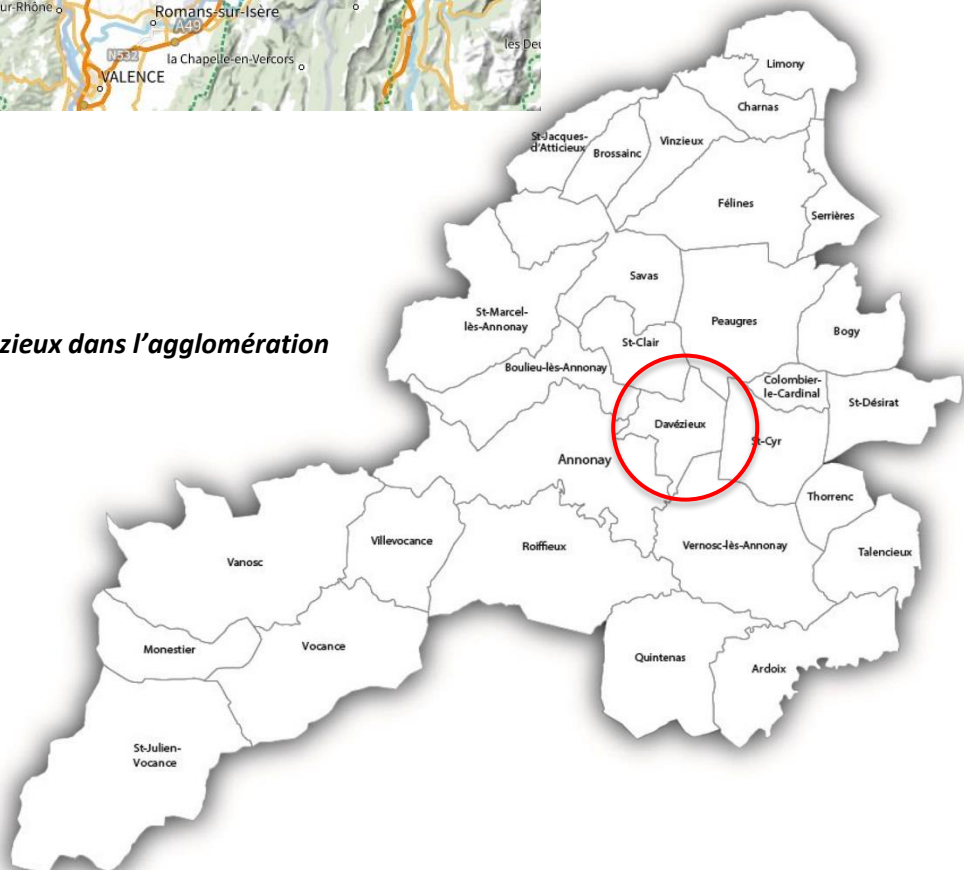 ur-Rhône
Romans-sur-Isère
A49
N532
la Chapelle-en-Vercors
les Deu
VALENCE
Limony
Charnas
St-Jacques-
d'Atticieux
Brossainc
Vinzieux
Félines
Serrières
Savas
St-Marcel-
lès-Annonay
Peaugres
Bogy
zieux dans l'agglomération
St-Clair
Boulieu-lès-Annonay
Colombier-
le-Cardinal
St-Désirat
Davézieux
St-Cyr
Annonay
Thorrenc
Villevocance
Roiffieux
Vernosc-lès-Annonay
Talencieux
Vanosc
Monestier
Vocance
Quintenas
Ardoix
St-Julien-
Vocance